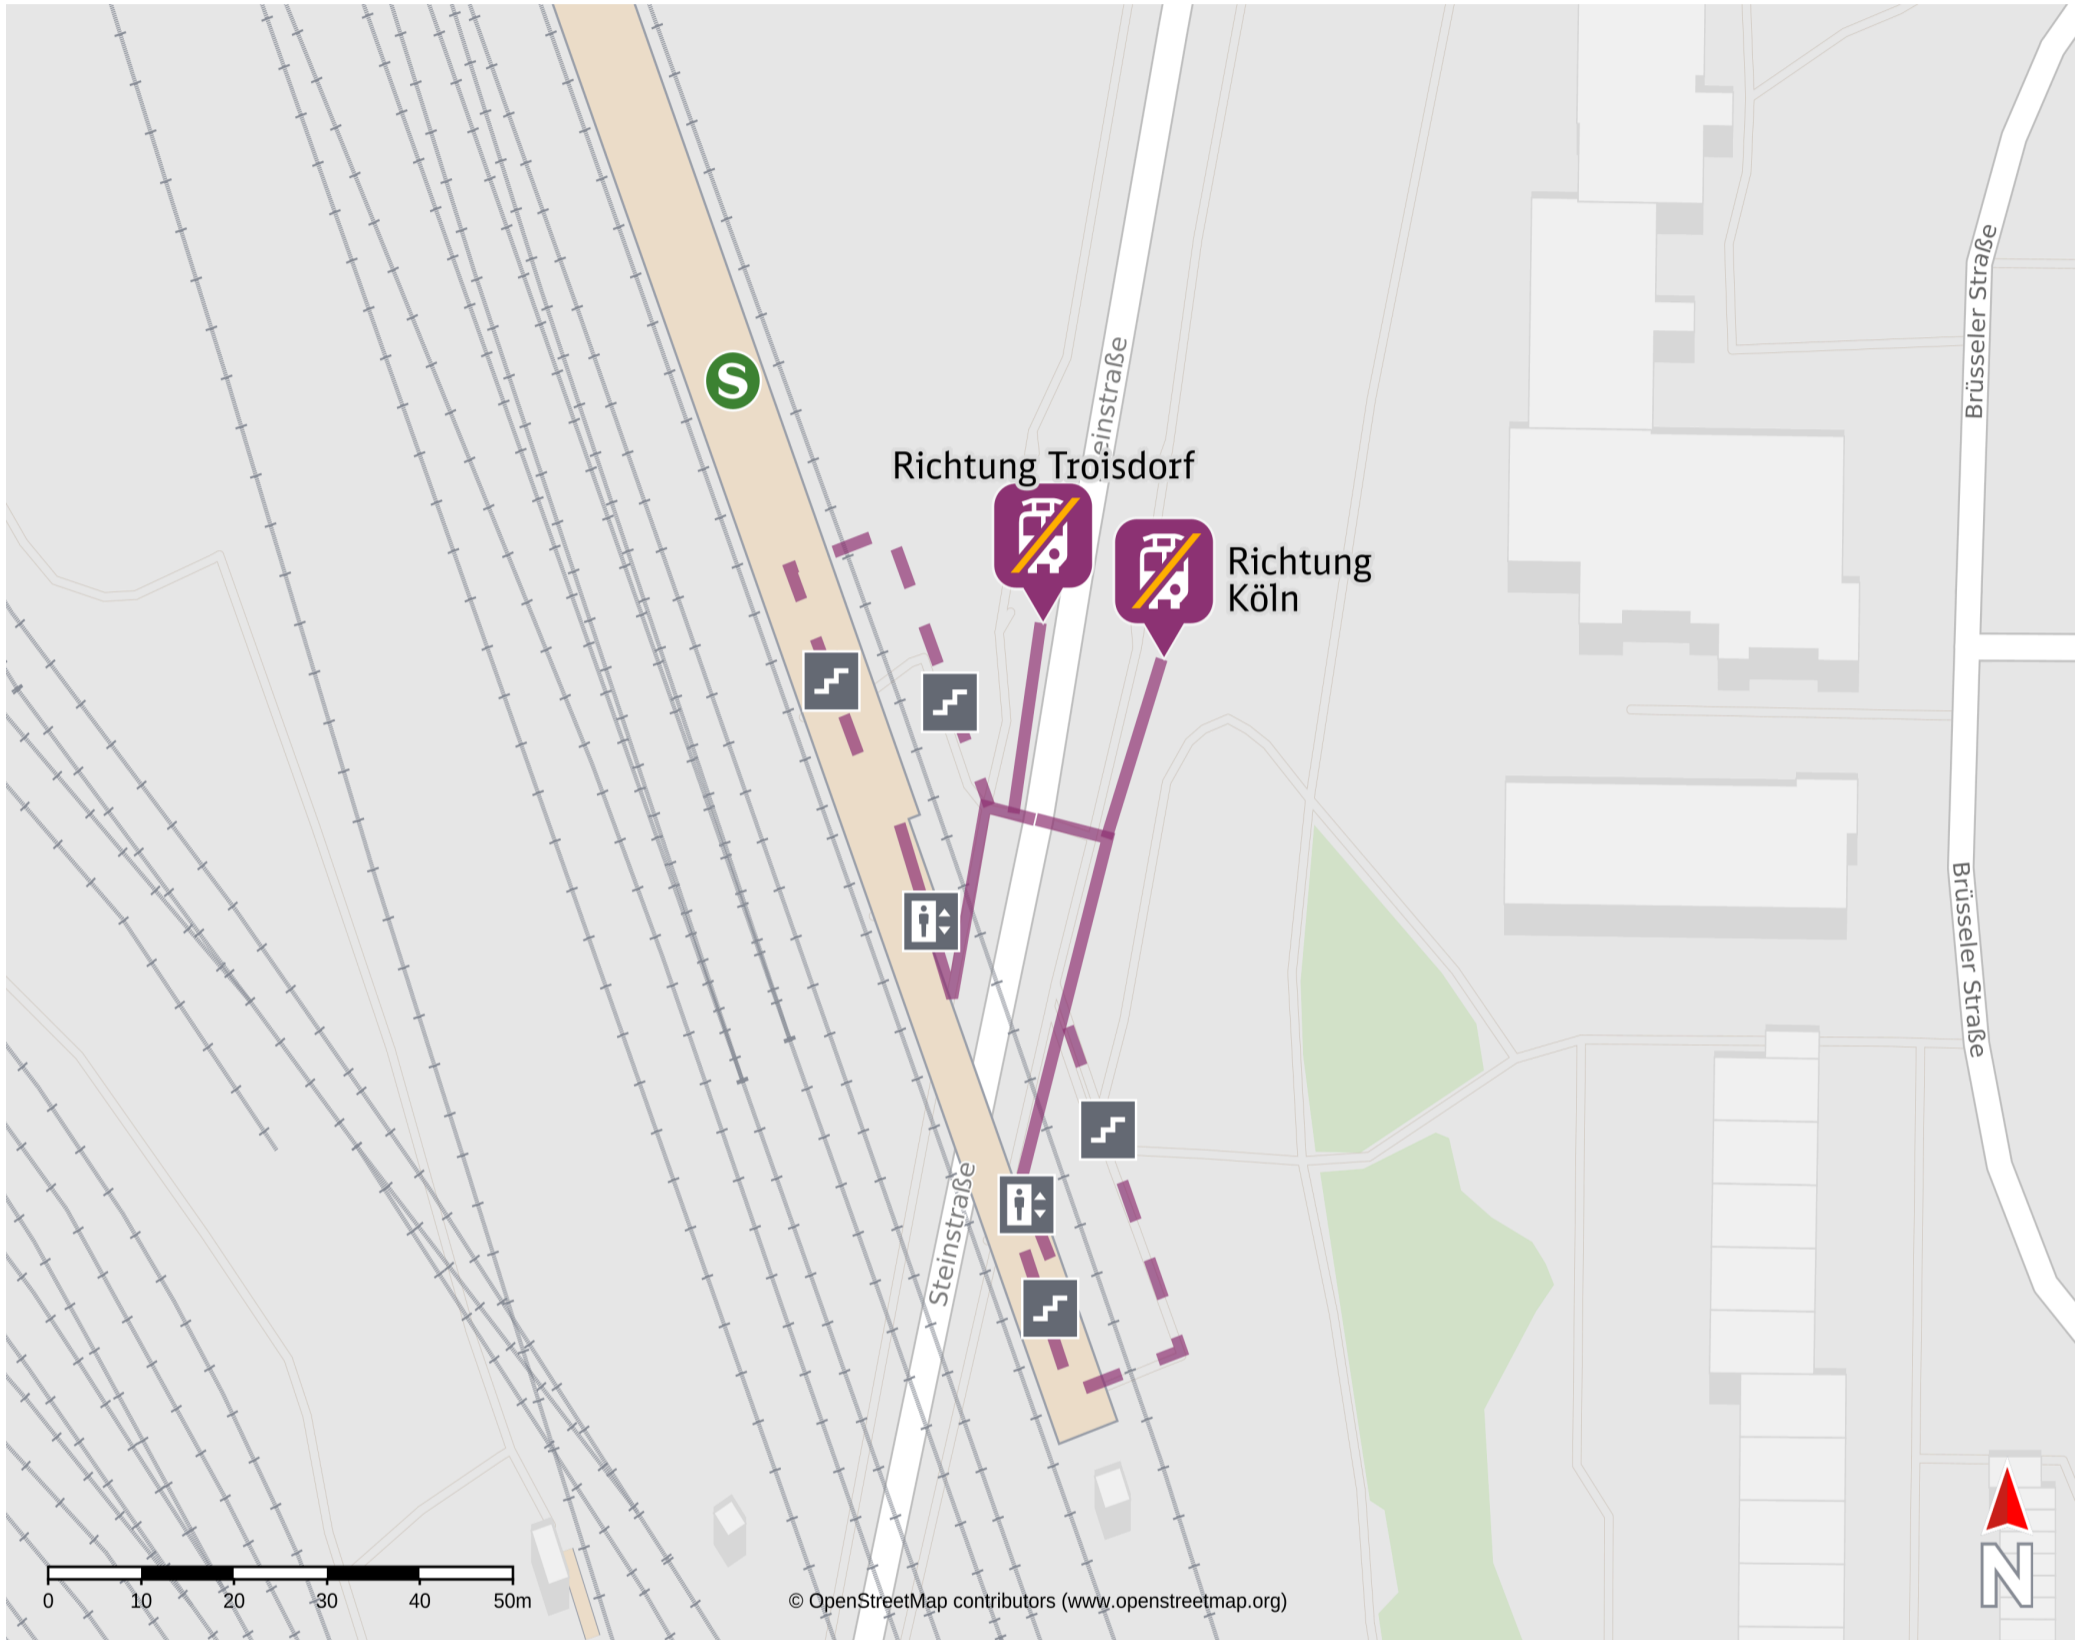 Brüsseler Straße
einstraße
S
Richtung Troisdorf
Richtung
Köln
Brüsseler Straße
Steinstraße
N
0 10 20 30 40 50m
© OpenStreetMap contributors (www.openstreetmap.org)